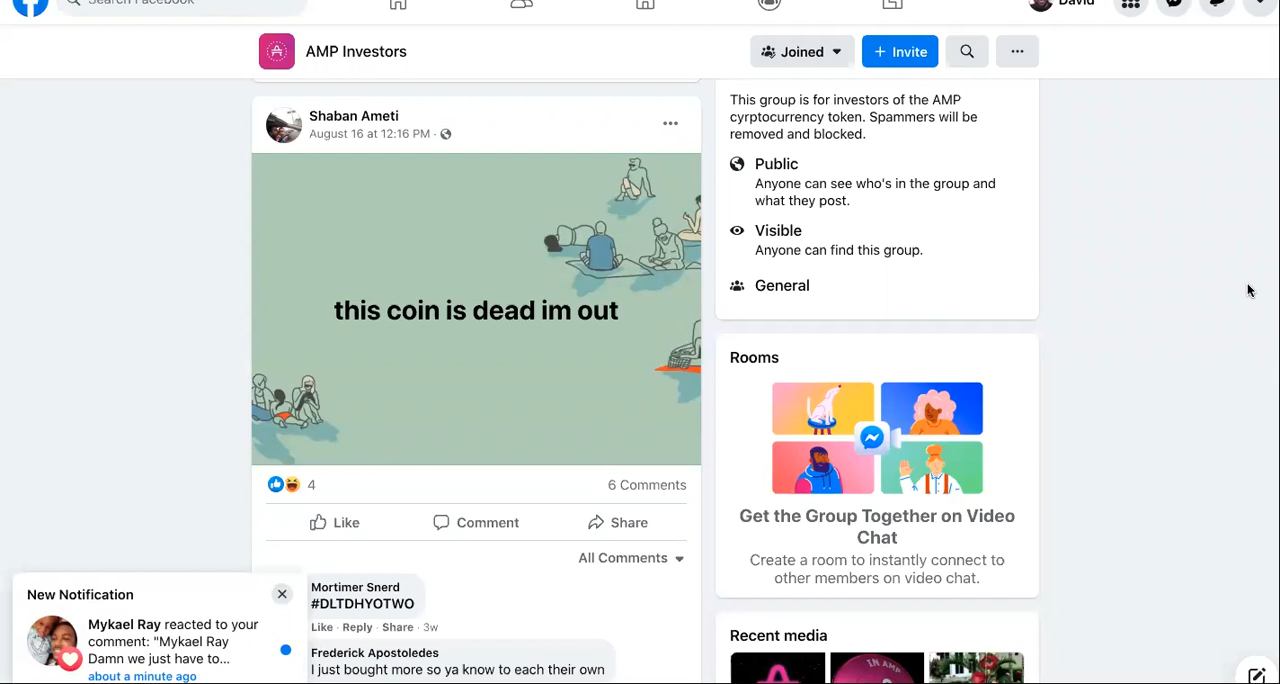 Search Facebook
David
AMP Investors
Joined
+ Invite
Shaban Ameti
August 16 at 12:16 PM ·
this coin is dead im out
4
6 Comments
Like
Comment
Share
All Comments
Mortimer Snerd
#DLTDHYOTWO
Like · Reply · Share · 3w
Frederick Apostoledes
I just bought more so ya know to each their own
This group is for investors of the AMP
cyrptocurrency token. Spammers will be
removed and blocked.
Public
Anyone can see who's in the group and
what they post.
Visible
Anyone can find this group.
General
Rooms
Get the Group Together on Video
Chat
Create a room to instantly connect to
other members on video chat.
Recent media
IN AMP
New Notification
Mykael Ray reacted to your
comment: "Mykael Ray
Damn we just have to...
about a minute ago